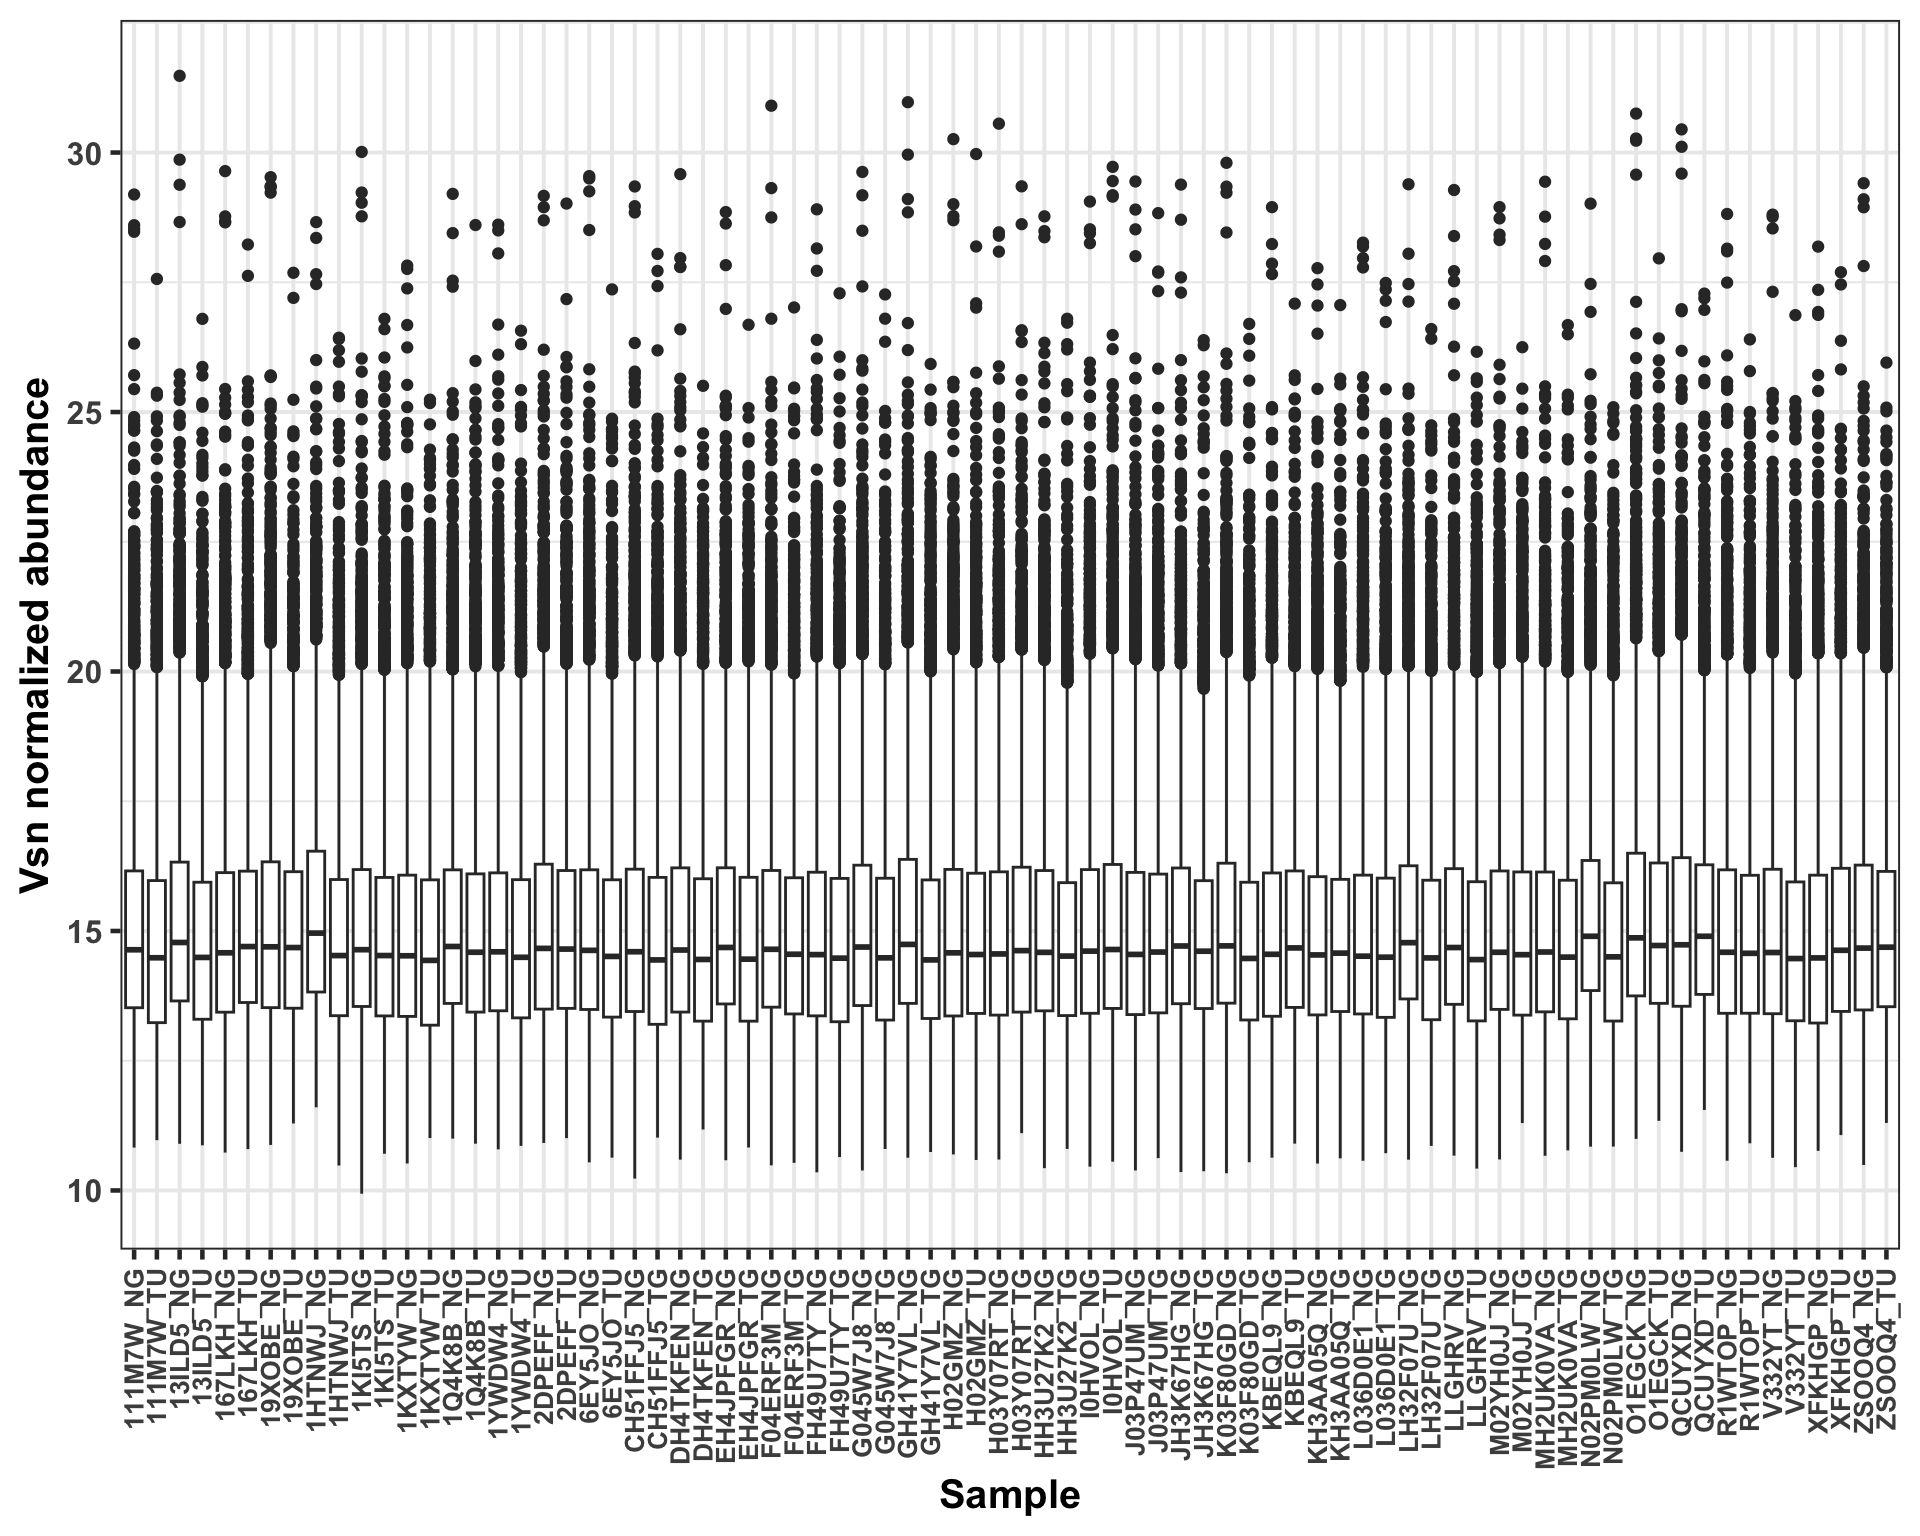 Vsn normalized abundance
30
25
20
15
10
111M7W_NG
111M7W_TU
13ILD5_NG
13ILD5_TU
167LKH_NG
167LKH_TU
19XOBE_NG
19XOBE_TU
1HTNWJ_NG
1HTNWJ_TU
1KI5TS_NG
1KI5TS_TU
1KXTYW_NG
1KXTYW_TU
1Q4K8B_NG
1Q4K8B_TU
1YWDW4_NG
1YWDW4_TU
2DPEFF_NG
2DPEFF_TU
6EY5JO_NG
6EY5JO_TU
CH51FFJ5_NG
CH51FFJ5_TG
DH4TKFEN_NG
DH4TKFEN_TG
EH4JPFGR_NG
EH4JPFGR_TG
F04ERF3M_NG
F04ERF3M_TG
FH49U7TY_NG
FH49U7TY_TG
G045W7J8_NG
G045W7J8_TG
GH41Y7VL_NG
GH41Y7VL_TG
H02GMZ_NG
H02GMZ_TU
H03Y07RT_NG
H03Y07RT_TG
HH3U27K2_NG
HH3U27K2_TG
I0HVOL_NG
I0HVOL_TU
J03P47UM_NG
J03P47UM_TG
JH3K67HG_NG
JH3K67HG_TG
K03F80GD_NG
K03F80GD_TG
KBEQL9_NG
KBEQL9_TU
KH3AA05Q_NG
KH3AA05Q_TG
L036D0E1_NG
L036D0E1_TG
LH32F07U_NG
LH32F07U_TG
LLGHRV_NG
LLGHRV_TU
M02YH0JJ_NG
M02YH0JJ_TG
MH2UK0VA_NG
MH2UK0VA_TG
N02PM0LW_NG
N02PM0LW_TG
O1EGCK_NG
O1EGCK_TU
QCUYXD_NG
QCUYXD_TU
R1WTOP_NG
R1WTOP_TU
V332YT_NG
V332YT_TU
XFKHGP_NG
XFKHGP_TU
ZSOOQ4_NG
ZSOOQ4_TU
Sample